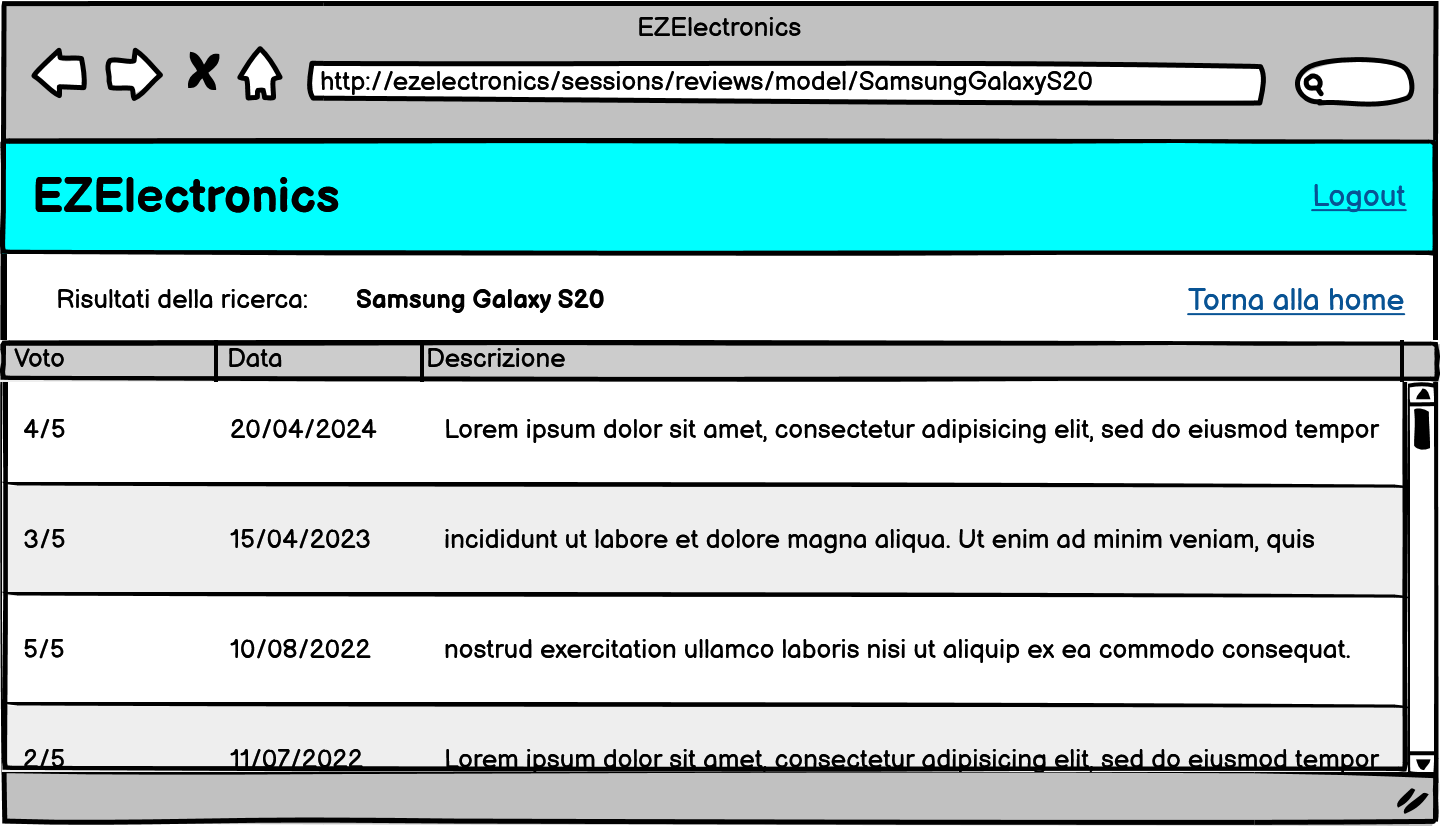 EZElectronics
http://ezelectronics/sessions/reviews/model/SamsungGalaxyS20
EZElectronics
Logout
Risultati della ricerca: Samsung Galaxy S20
Torna alla home
Voto Data Descrizione
4/5 20/04/2024 Lorem ipsum dolor sit amet, consectetur adipisicing elit, sed do eiusmod tempor
3/5 15/04/2023 incididunt ut labore et dolore magna aliqua. Ut enim ad minim veniam, quis
5/5 10/08/2022 nostrud exercitation ullamco laboris nisi ut aliquip ex ea commodo consequat.
2/5 11/07/2022 Lorem ipsum dolor sit amet, consectetur adipisicing elit, sed do eiusmod tempor